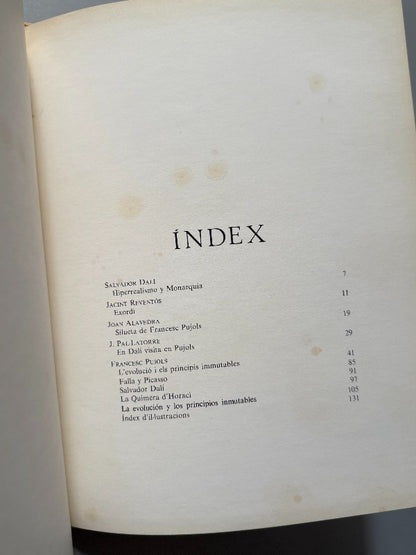 ÍNDEX
SALVADOR DALÍ
Hiperrealismo y Monarquía 7
JACINT REVENTÓS
Exordi 11
JOAN ALAVEDRA
Silueta de Francesc Pujols 19
J. PAL·LATORRE
En Dalí visita en Pujols 29
FRANCESC PUJOLS
L'evolució i els principis immutables 41
Falla y Picasso 85
Salvador Dalí 91
La Quimera d'Horaci 97
La evolución y los principios inmutables 105
Índex d'il·lustracions 131